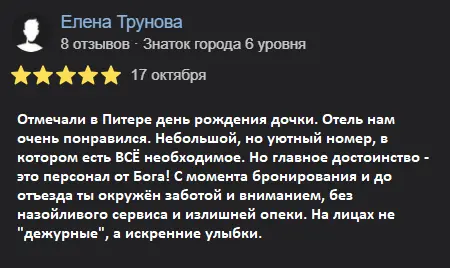 Елена Трунова
8 отзывов · Знаток города 6 уровня
17 октября
Отмечали в Питере день рождения дочки. Отель нам
очень понравился. Небольшой, но уютный номер, в
котором есть ВСЁ необходимое. Но главное достоинство -
это персонал от Бога! С момента бронирования и до
отъезда ты окружён заботой и вниманием, без
назойливого сервиса и излишней опеки. На лицах не
"дежурные", а искренние улыбки.